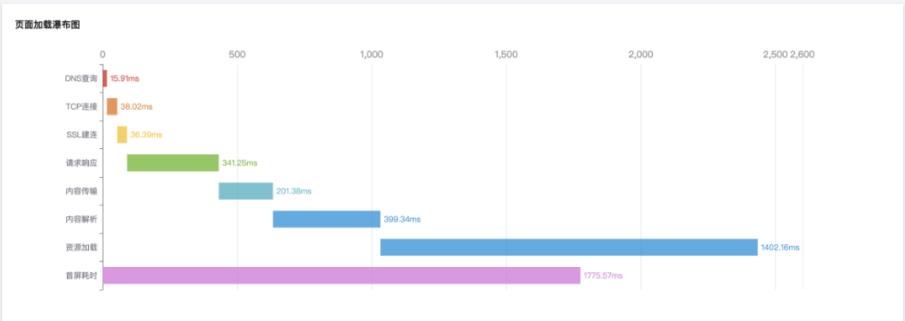 页面加载瀑布图
0 500 1,000 1,500 2,000 2,500 2,600
DNS查询 15.91ms
TCP连接 38.02ms
SSL建连 36.39ms
请求响应 341.25ms
内容传输 201.38ms
内容解析 399.34ms
资源加载 1402.16ms
首屏耗时 1775.57ms